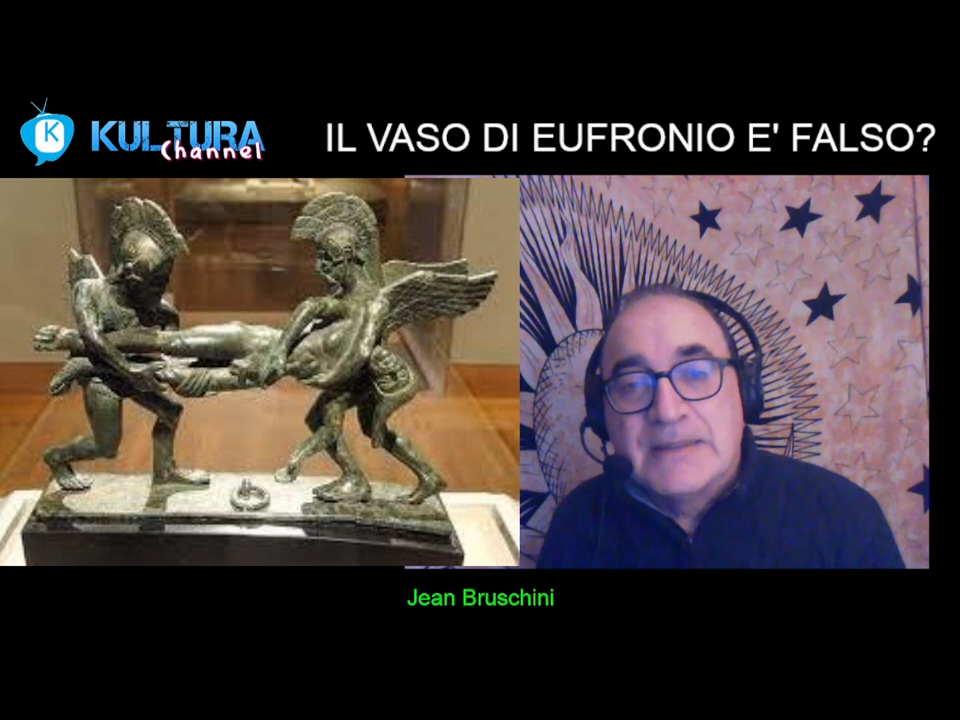 K
KULTURA
Channel
IL VASO DI EUFRONIO E' FALSO?
Jean Bruschini